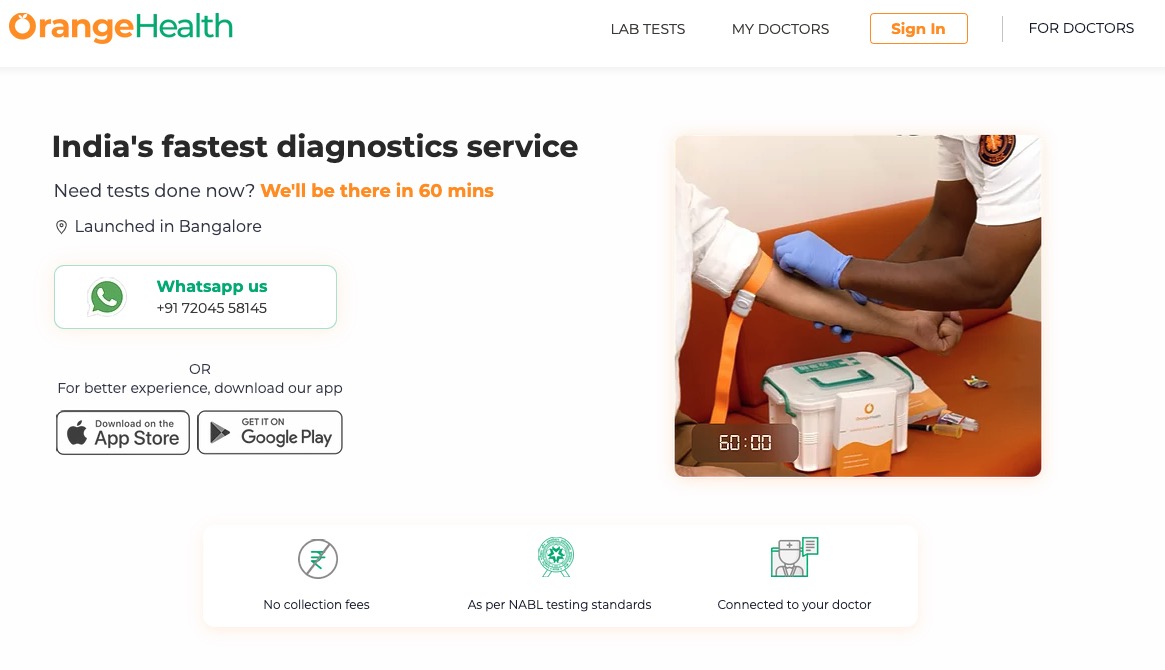 OrangeHealth
LAB TESTS
MY DOCTORS
Sign In
FOR DOCTORS
India's fastest diagnostics service
Need tests done now? We'll be there in 60 mins
Launched in Bangalore
Whatsapp us
+91 72045 58145
OR
For better experience, download our app
Download on the
App Store
GET IT ON
Google Play
60:00
No collection fees
As per NABL testing standards
Connected to your doctor